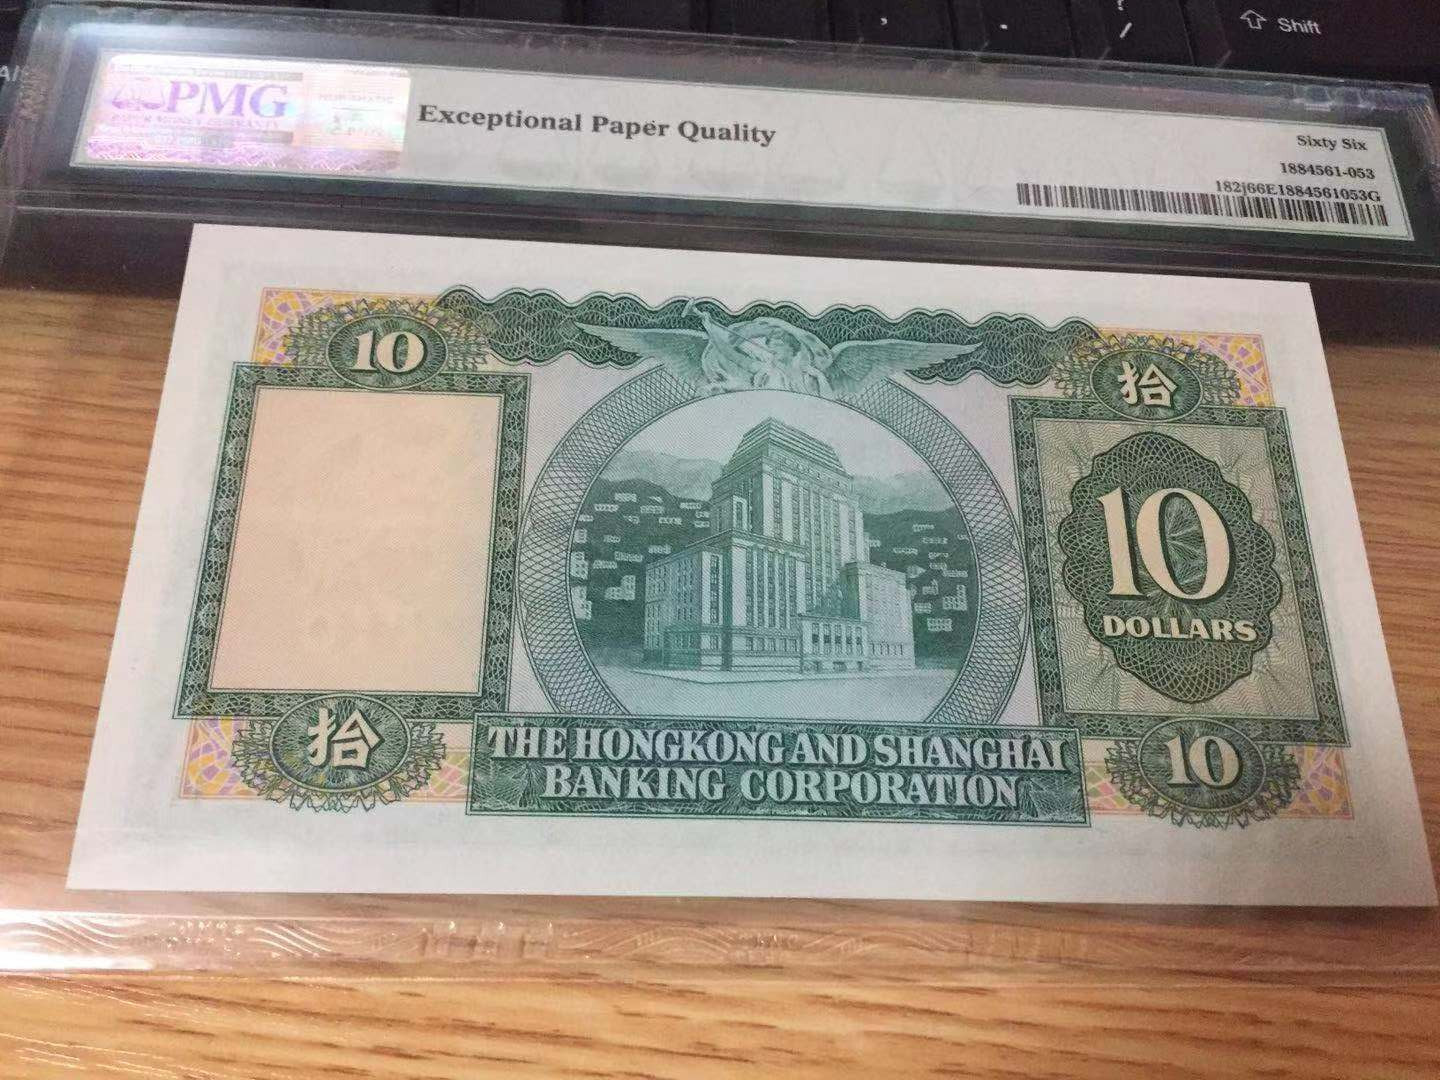 Shift
PMG
Exceptional Paper Quality
Sixty Six
1884561-053
182j66E1884561053G
10
拾
10
DOLLARS
拾
10
THE HONGKONG AND SHANGHAI
BANKING CORPORATION